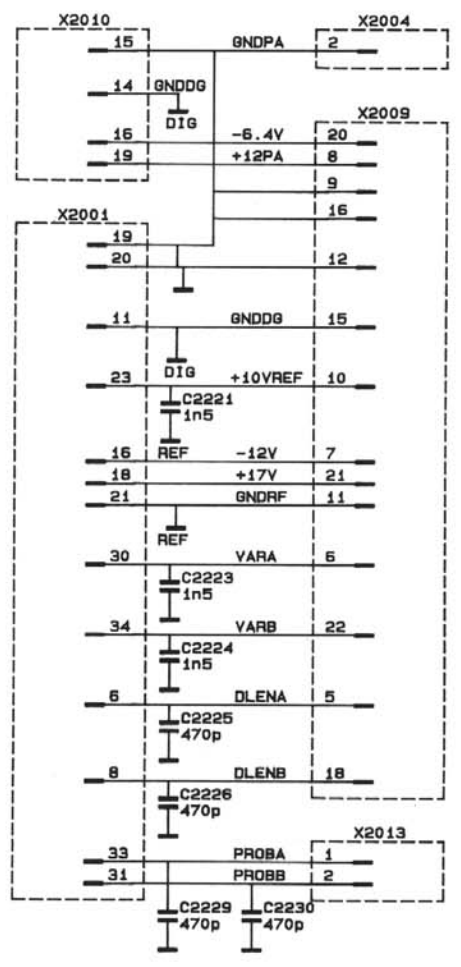 X2010 X2004
15 GNDPA 2
14 GNDDG
DIG
X2009
16 -6.4V 20
19 +12PA 8
9
16
X2001
19
20 12
11 GNDDG 15
DIG
23 +10VREF 10
C2221
1n5
REF
16 -12V 7
18 +17V 21
21 GNDRF 11
REF
30 VARA 6
C2223
1n5
34 VARB 22
C2224
1n5
6 DLENA 5
C2225
470p
8 DLENB 18
C2226
470p
X2013
33 PROBA 1
31 PROBB 2
C2229 C2230
470p 470p